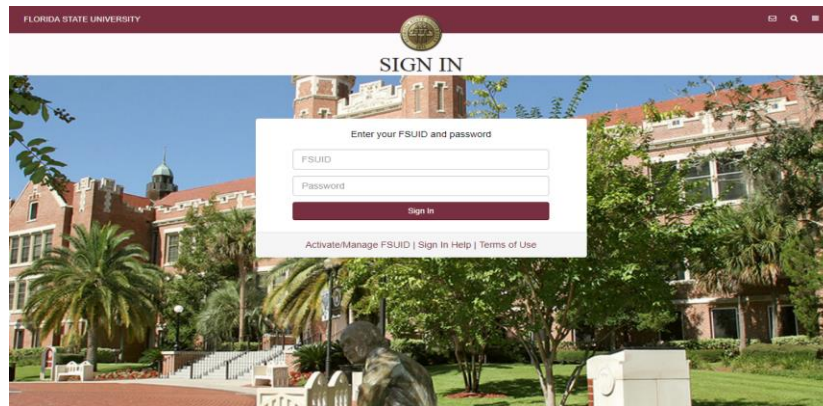 FLORIDA STATE UNIVERSITY
SIGN IN
Enter your FSUID and password
FSUID
Password
Sign In
Activate/Manage FSUID | Sign In Help | Terms of Use